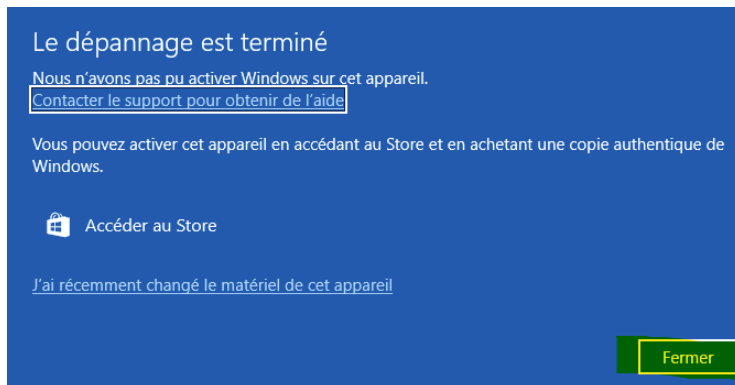 Le dépannage est terminé
Nous n’avons pas pu activer Windows sur cet appareil.
Contacter le support pour obtenir de l’aide
Vous pouvez activer cet appareil en accédant au Store et en achetant une copie authentique de
Windows.
Accéder au Store
J’ai récemment changé le matériel de cet appareil
Fermer